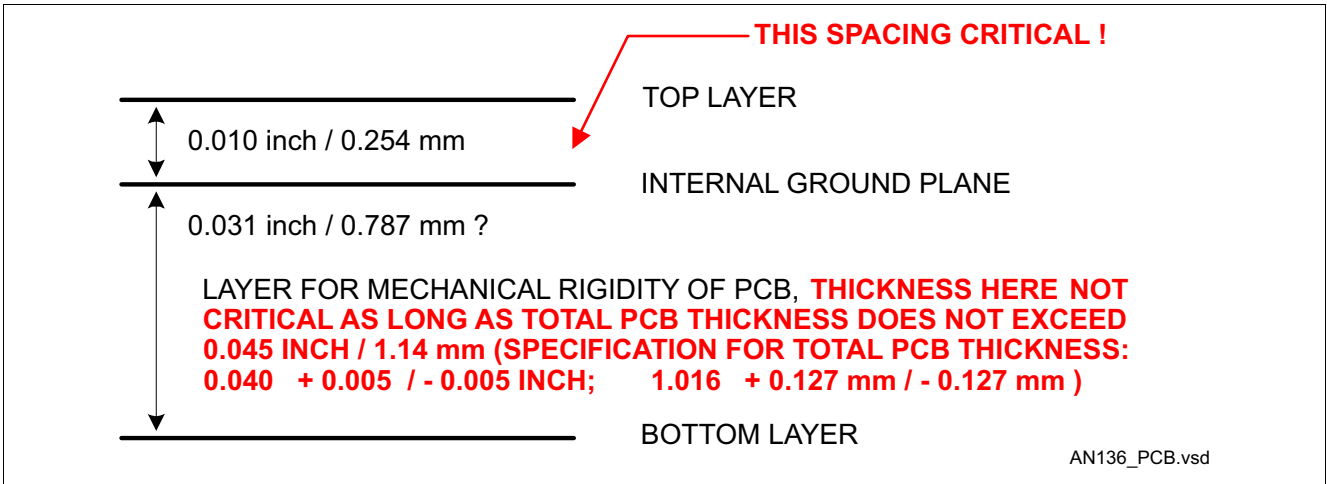 THIS SPACING CRITICAL !
TOP LAYER
0.010 inch / 0.254 mm
INTERNAL GROUND PLANE
0.031 inch / 0.787 mm ?
LAYER FOR MECHANICAL RIGIDITY OF PCB, THICKNESS HERE NOT
CRITICAL AS LONG AS TOTAL PCB THICKNESS DOES NOT EXCEED
0.045 INCH / 1.14 mm (SPECIFICATION FOR TOTAL PCB THICKNESS:
0.040 + 0.005 / - 0.005 INCH; 1.016 + 0.127 mm / - 0.127 mm )
BOTTOM LAYER
AN136_PCB.vsd